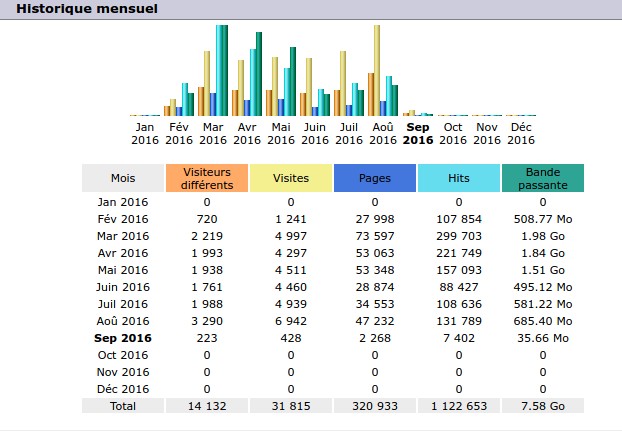 Historique mensuel
Jan Fév Mar Avr Mai Juin Juil Aoû Sep Oct Nov Déc
2016 2016 2016 2016 2016 2016 2016 2016 2016 2016 2016 2016
Mois Visiteurs différents Visites Pages Hits Bande passante
Jan 2016 0 0 0 0 0
Fév 2016 720 1 241 27 998 107 854 508.77 Mo
Mar 2016 2 219 4 997 73 597 299 703 1.98 Go
Avr 2016 1 993 4 297 53 063 221 749 1.84 Go
Mai 2016 1 938 4 511 53 348 157 093 1.51 Go
Juin 2016 1 761 4 460 28 874 88 427 495.12 Mo
Juil 2016 1 988 4 939 34 553 108 636 581.22 Mo
Aoû 2016 3 290 6 942 47 232 131 789 685.40 Mo
Sep 2016 223 428 2 268 7 402 35.66 Mo
Oct 2016 0 0 0 0 0
Nov 2016 0 0 0 0 0
Déc 2016 0 0 0 0 0
Total 14 132 31 815 320 933 1 122 653 7.58 Go